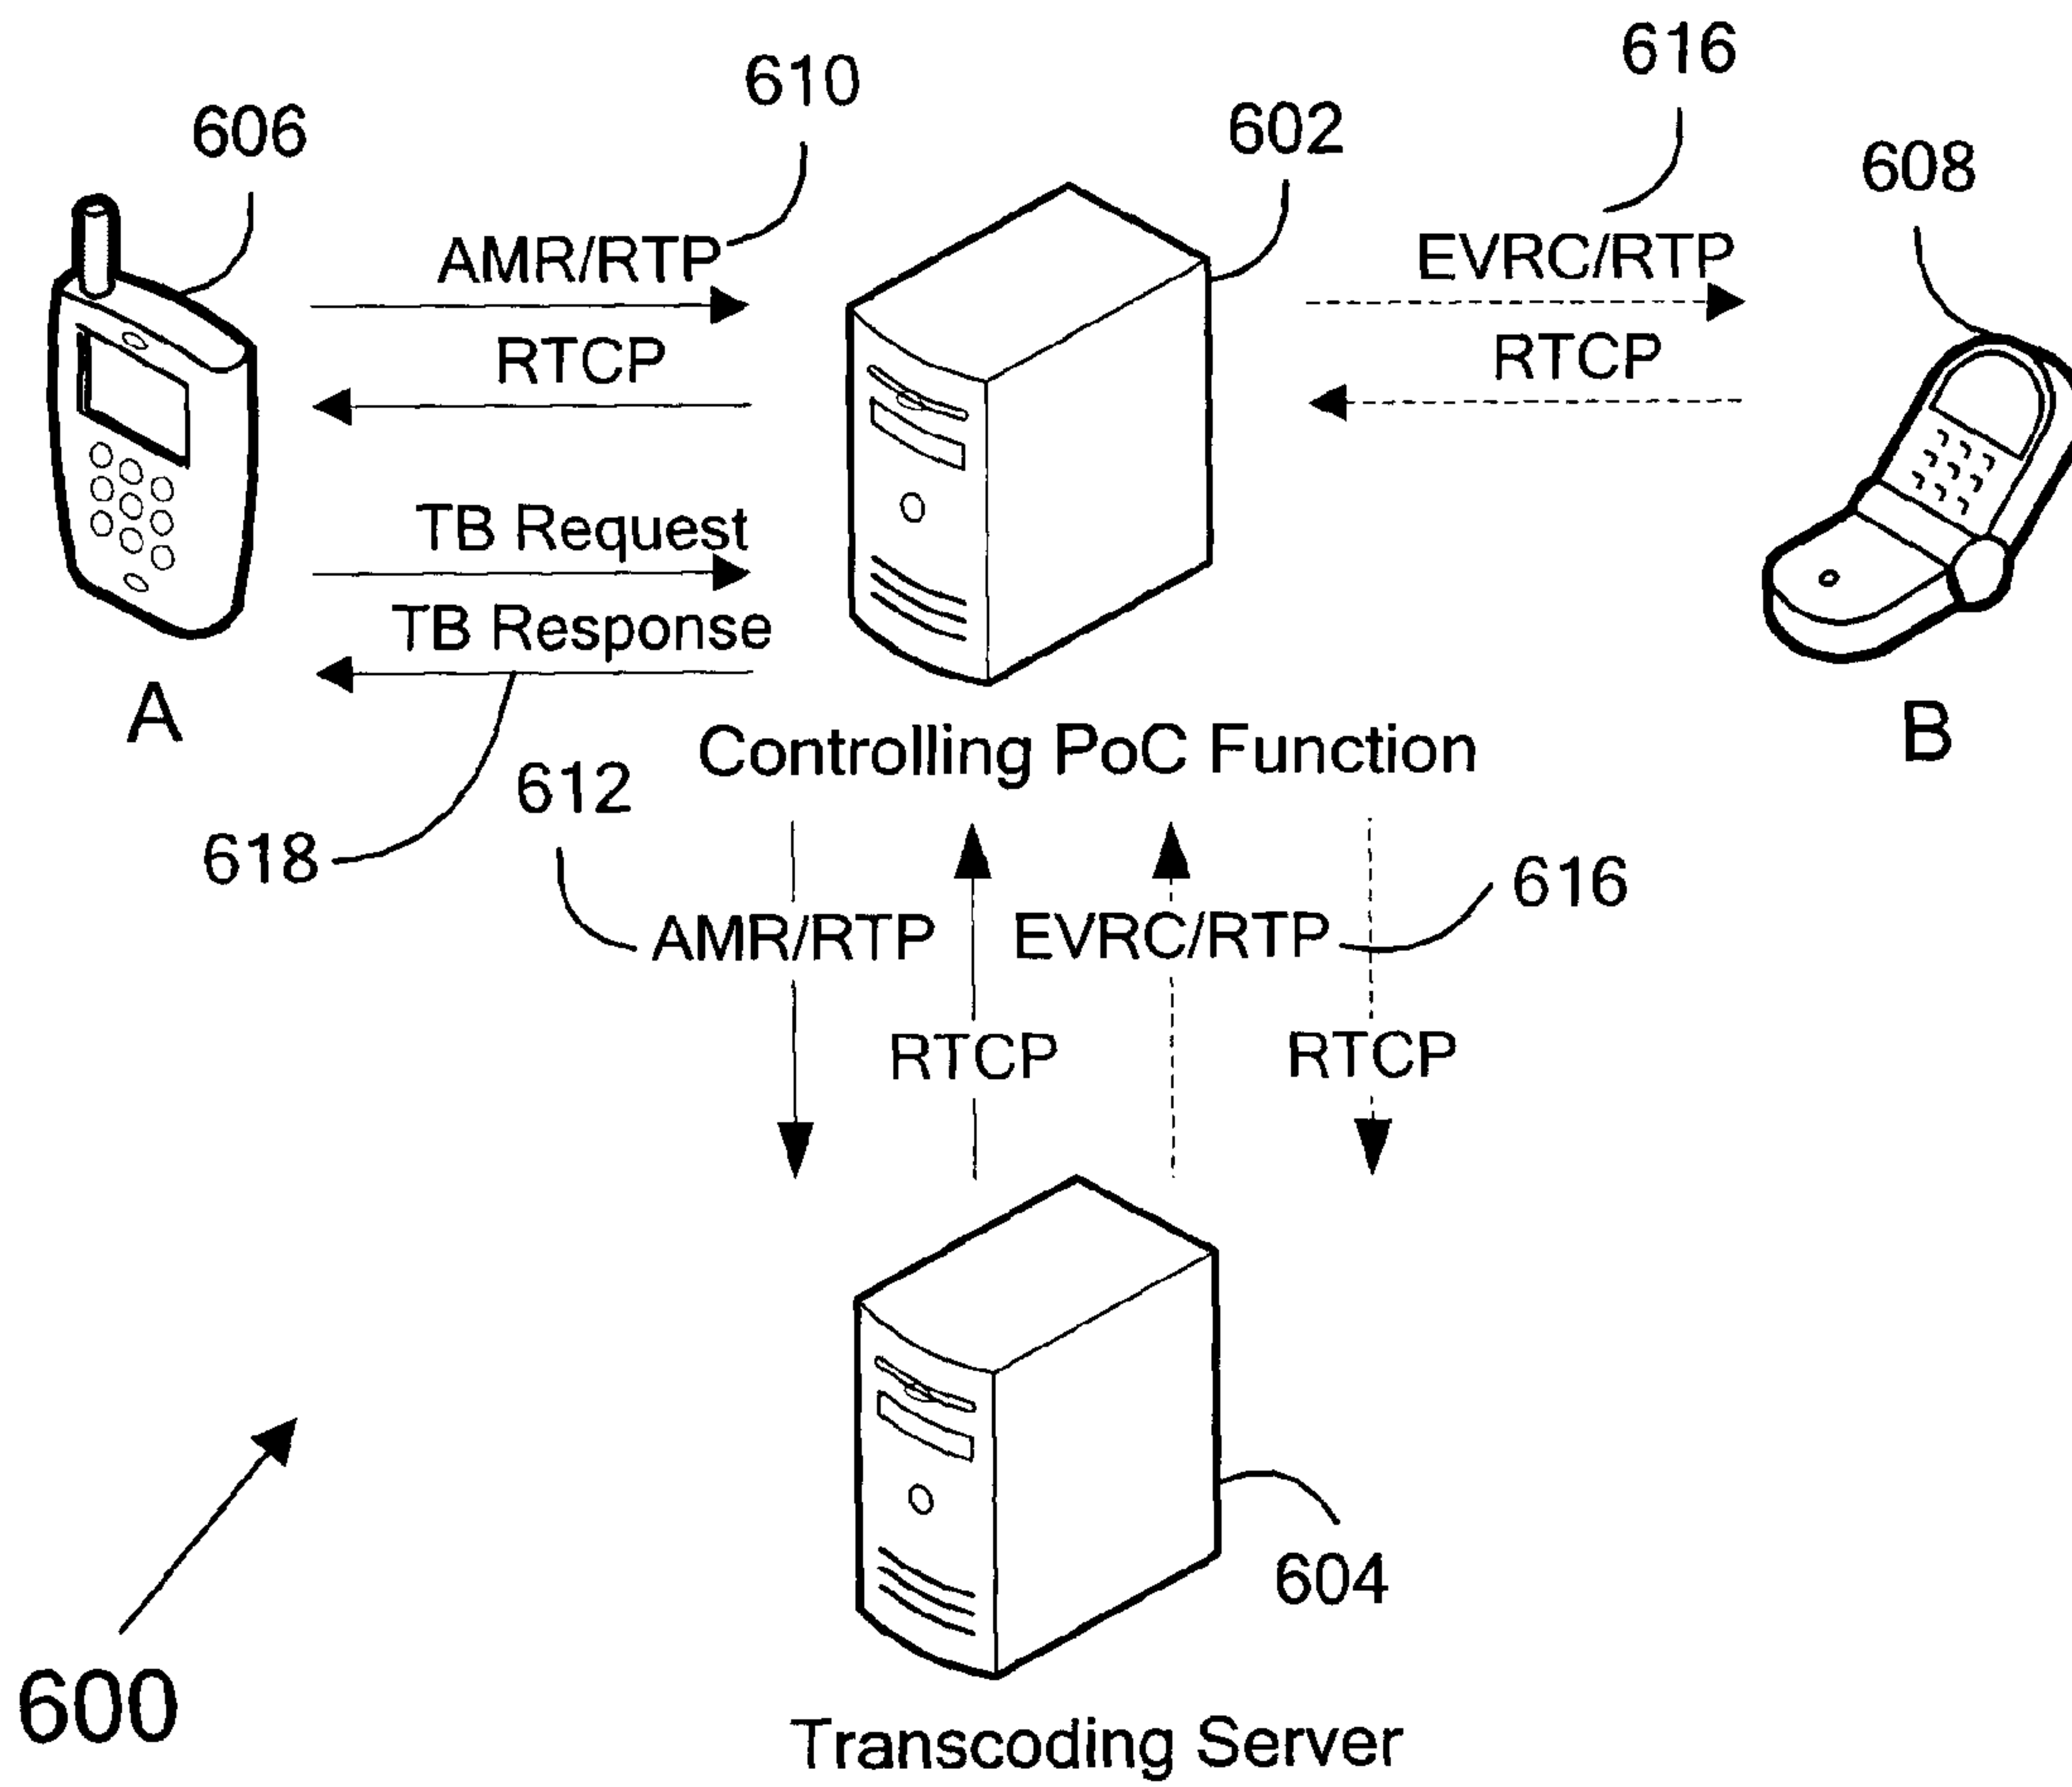 616
610
602
606
608
AMR/RTP
EVRC/RTP
RTCP
RTCP
TB Request
TB Response
A
B
Controlling PoC Function
612
618
616
AMR/RTP
EVRC/RTP
RTCP
RTCP
604
600
Transcoding Server